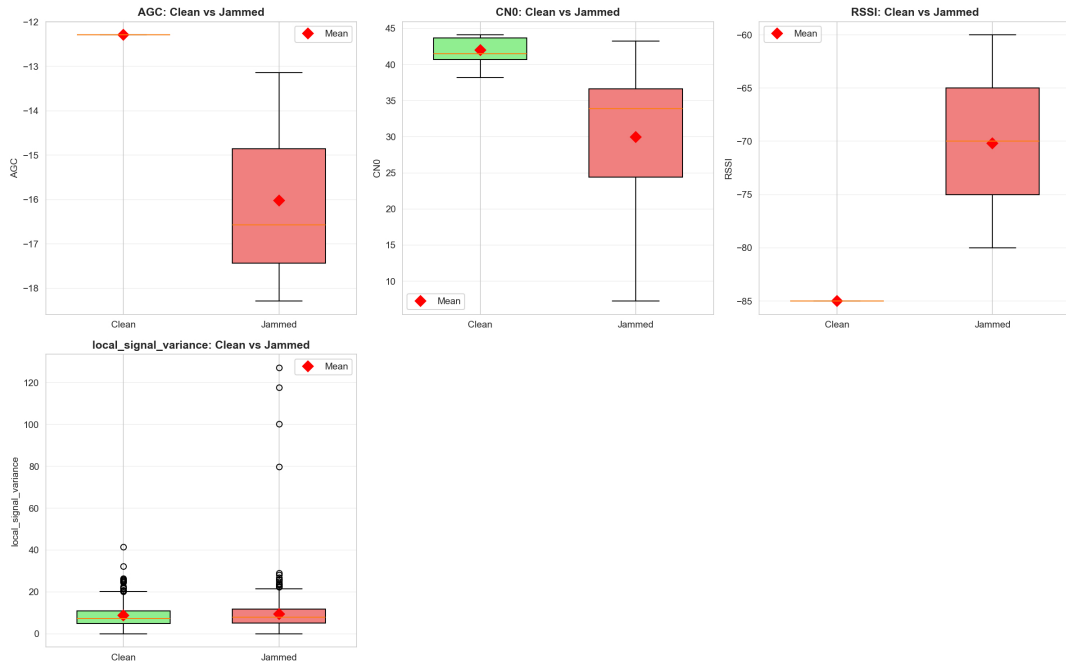 AGC: Clean vs Jammed
−12
−13
−14
−15
−16
−17
−18
AGC
Clean
Jammed
Mean
CN0: Clean vs Jammed
45
40
35
30
25
20
15
10
CN0
Clean
Jammed
Mean
RSSI: Clean vs Jammed
−60
−65
−70
−75
−80
−85
RSSI
Clean
Jammed
Mean
local_signal_variance: Clean vs Jammed
120
100
80
60
40
20
0
local_signal_variance
Clean
Jammed
Mean